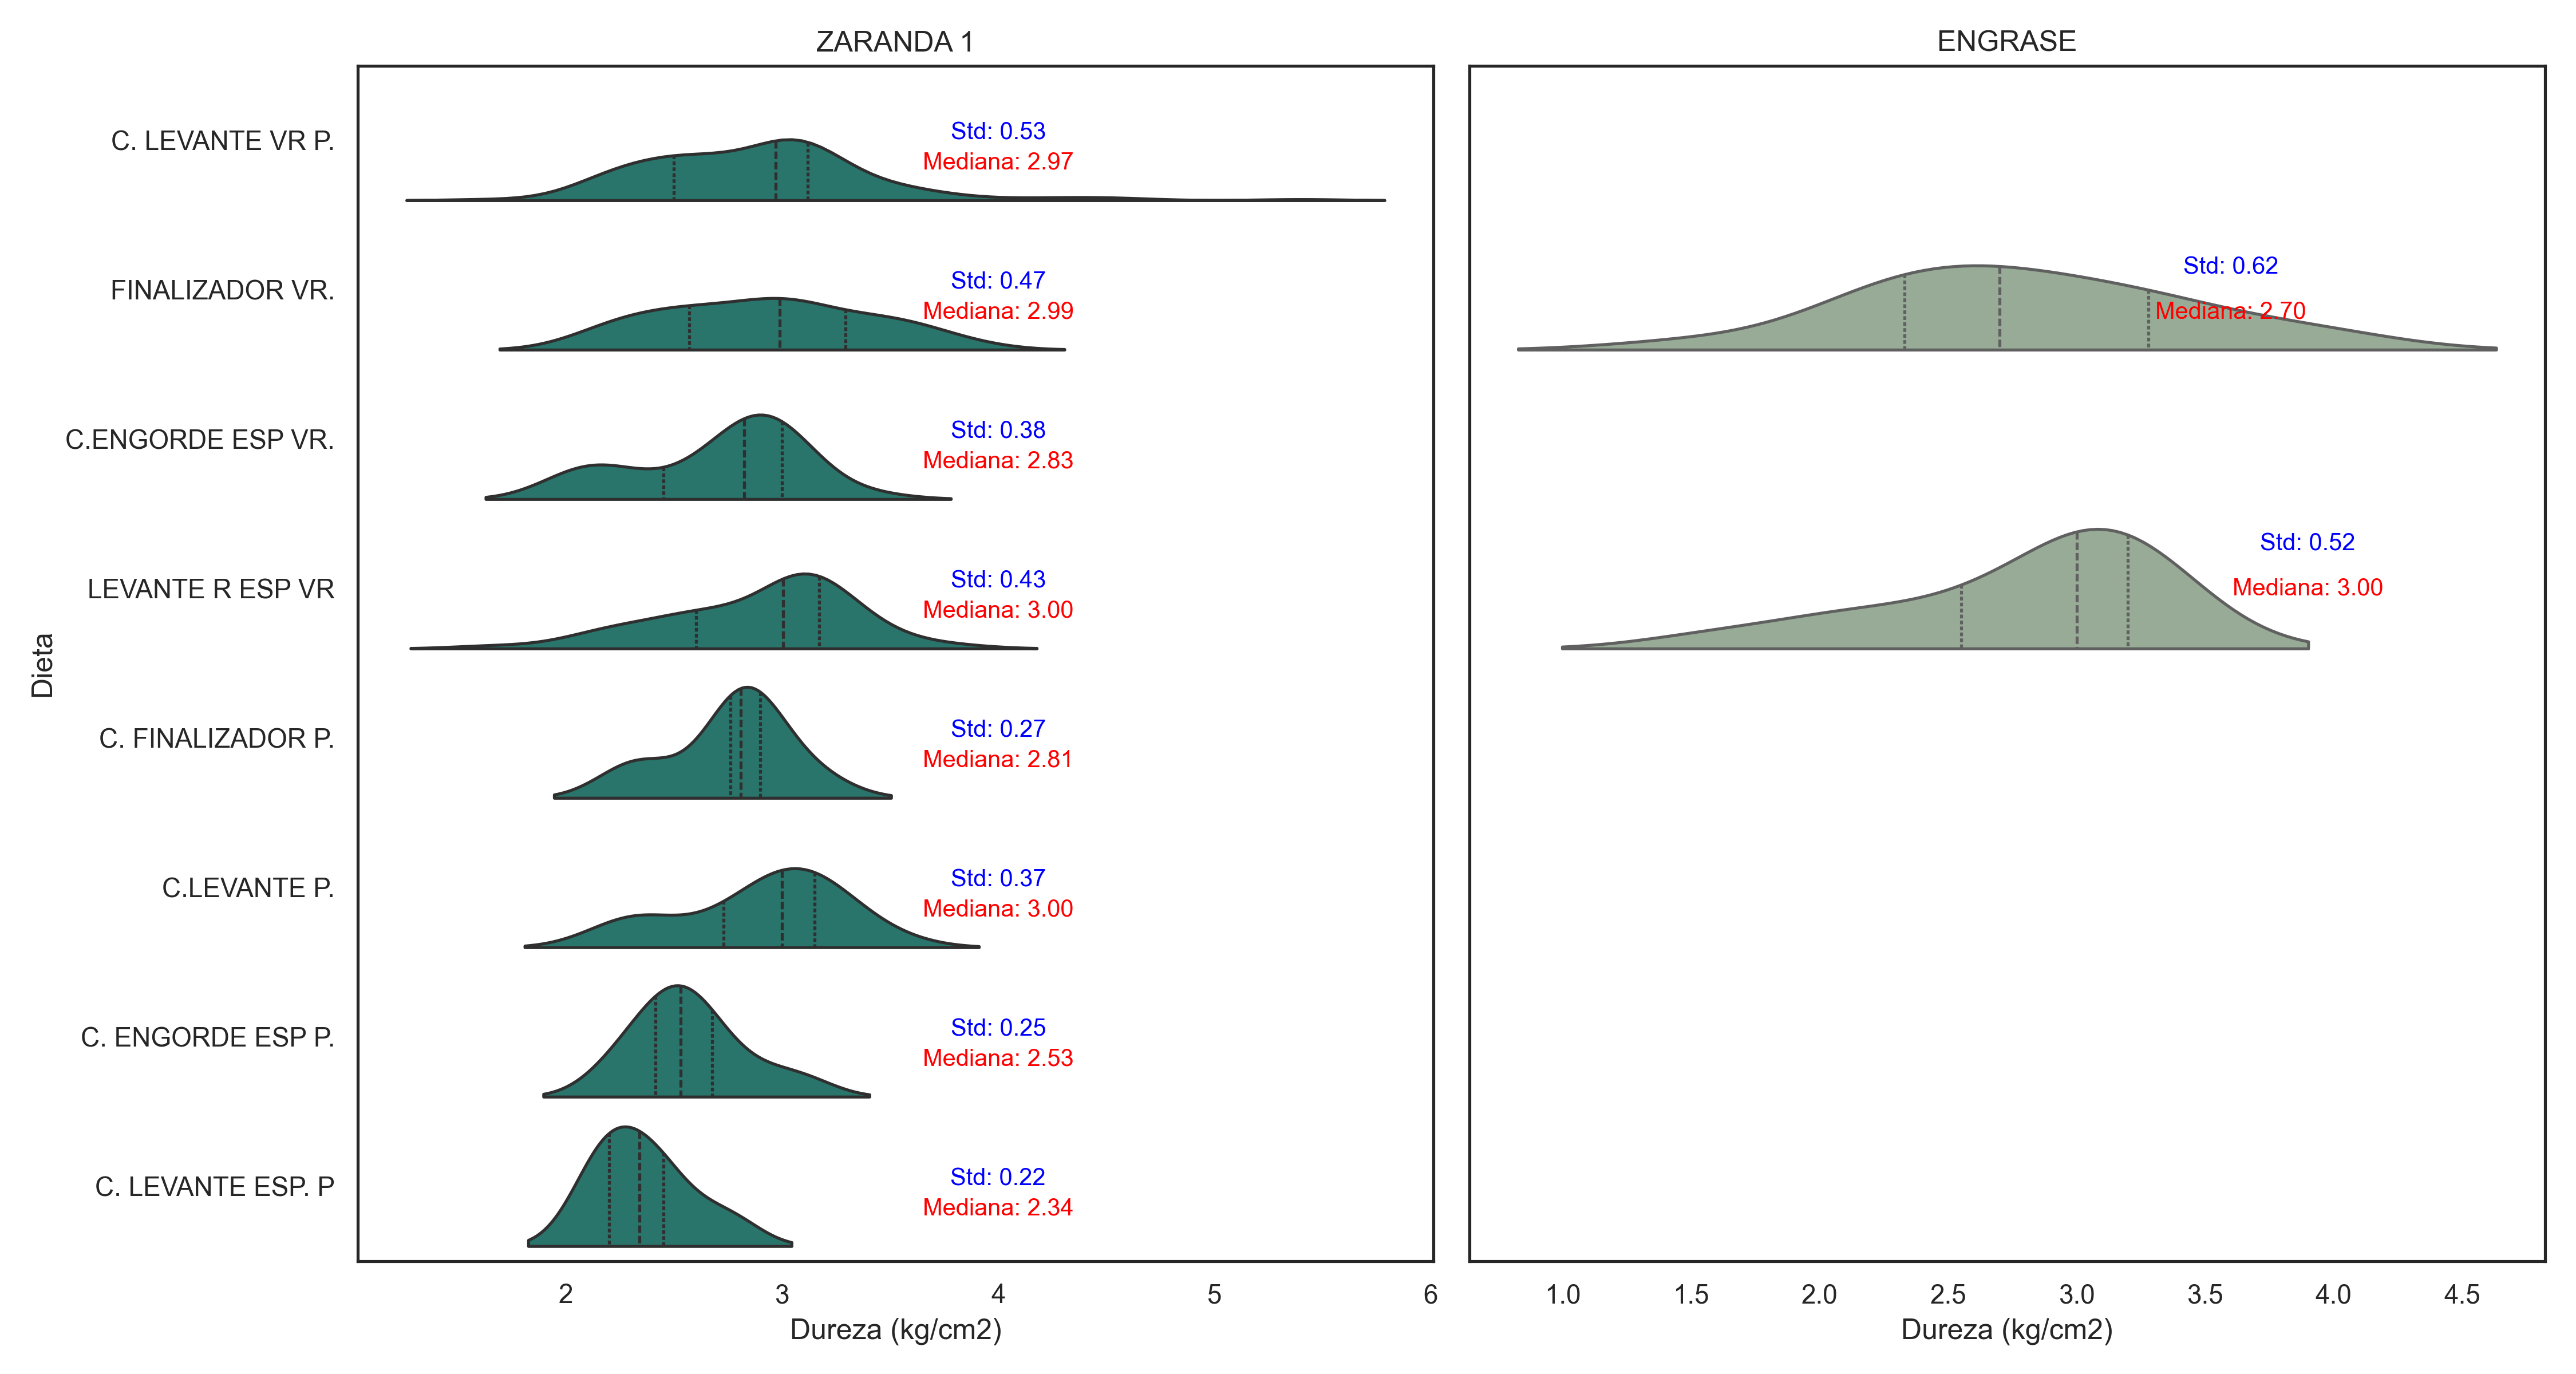 ZARANDA 1
Dieta
C. LEVANTE VR P.
Std: 0.53
Mediana: 2.97
FINALIZADOR VR.
Std: 0.47
Mediana: 2.99
C.ENGORDE ESP VR.
Std: 0.38
Mediana: 2.83
LEVANTE R ESP VR
Std: 0.43
Mediana: 3.00
C. FINALIZADOR P.
Std: 0.27
Mediana: 2.81
C.LEVANTE P.
Std: 0.37
Mediana: 3.00
C. ENGORDE ESP P.
Std: 0.25
Mediana: 2.53
C. LEVANTE ESP. P
Std: 0.22
Mediana: 2.34
2 3 4 5 6
Dureza (kg/cm2)
ENGRASE
Std: 0.62
Mediana: 2.70
Std: 0.52
Mediana: 3.00
1.0 1.5 2.0 2.5 3.0 3.5 4.0 4.5
Dureza (kg/cm2)